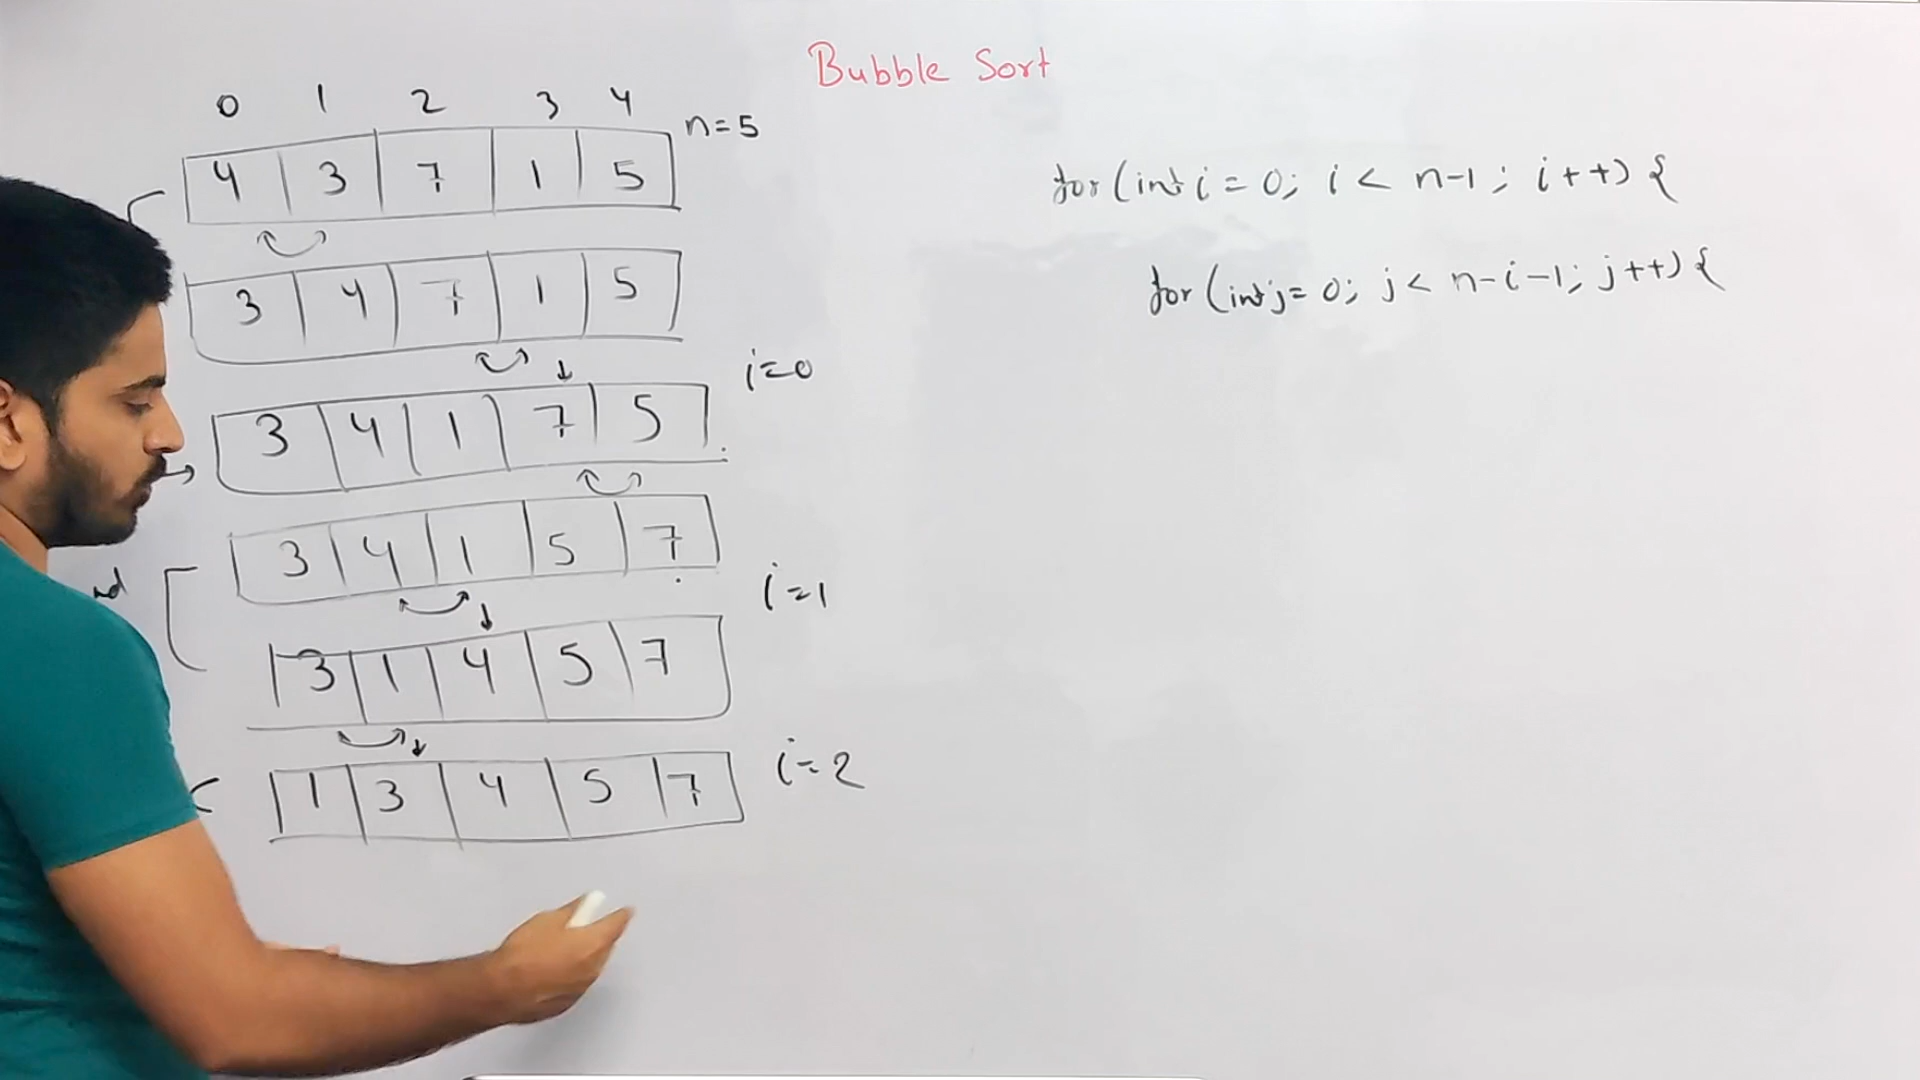 Bubble Sort
0 1 2 3 4
n=5
4 3 7 1 5
3 4 7 1 5
i=0
3 4 1 7 5
3 4 1 5 7
i=1
3 1 4 5 7
i=2
1 3 4 5 7
for(int i = 0; i < n-1; i++){
for(int j= 0; j < n-i-1; j++){